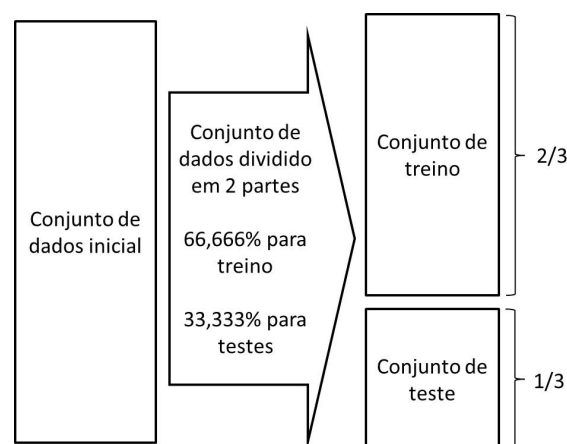 Conjunto de
dados inicial
Conjunto de
dados dividido
em 2 partes
66,666% para
treino
33,333% para
testes
Conjunto de
treino
2/3
Conjunto de
teste
1/3